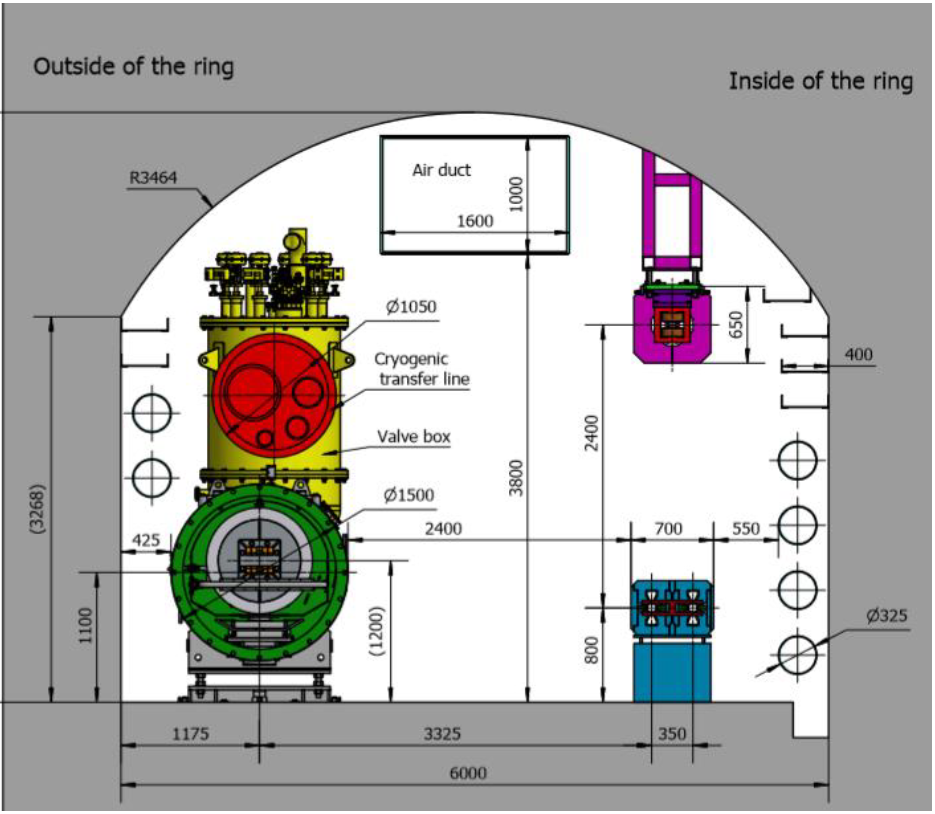 Outside of the ring
Inside of the ring
R3464
Air duct
1000
1600
Ø1050
650
Cryogenic
transfer line
400
Valve box
2400
3800
Ø1500
(3268)
425
2400
700
550
1100
(1200)
800
Ø325
1175
3325
350
6000